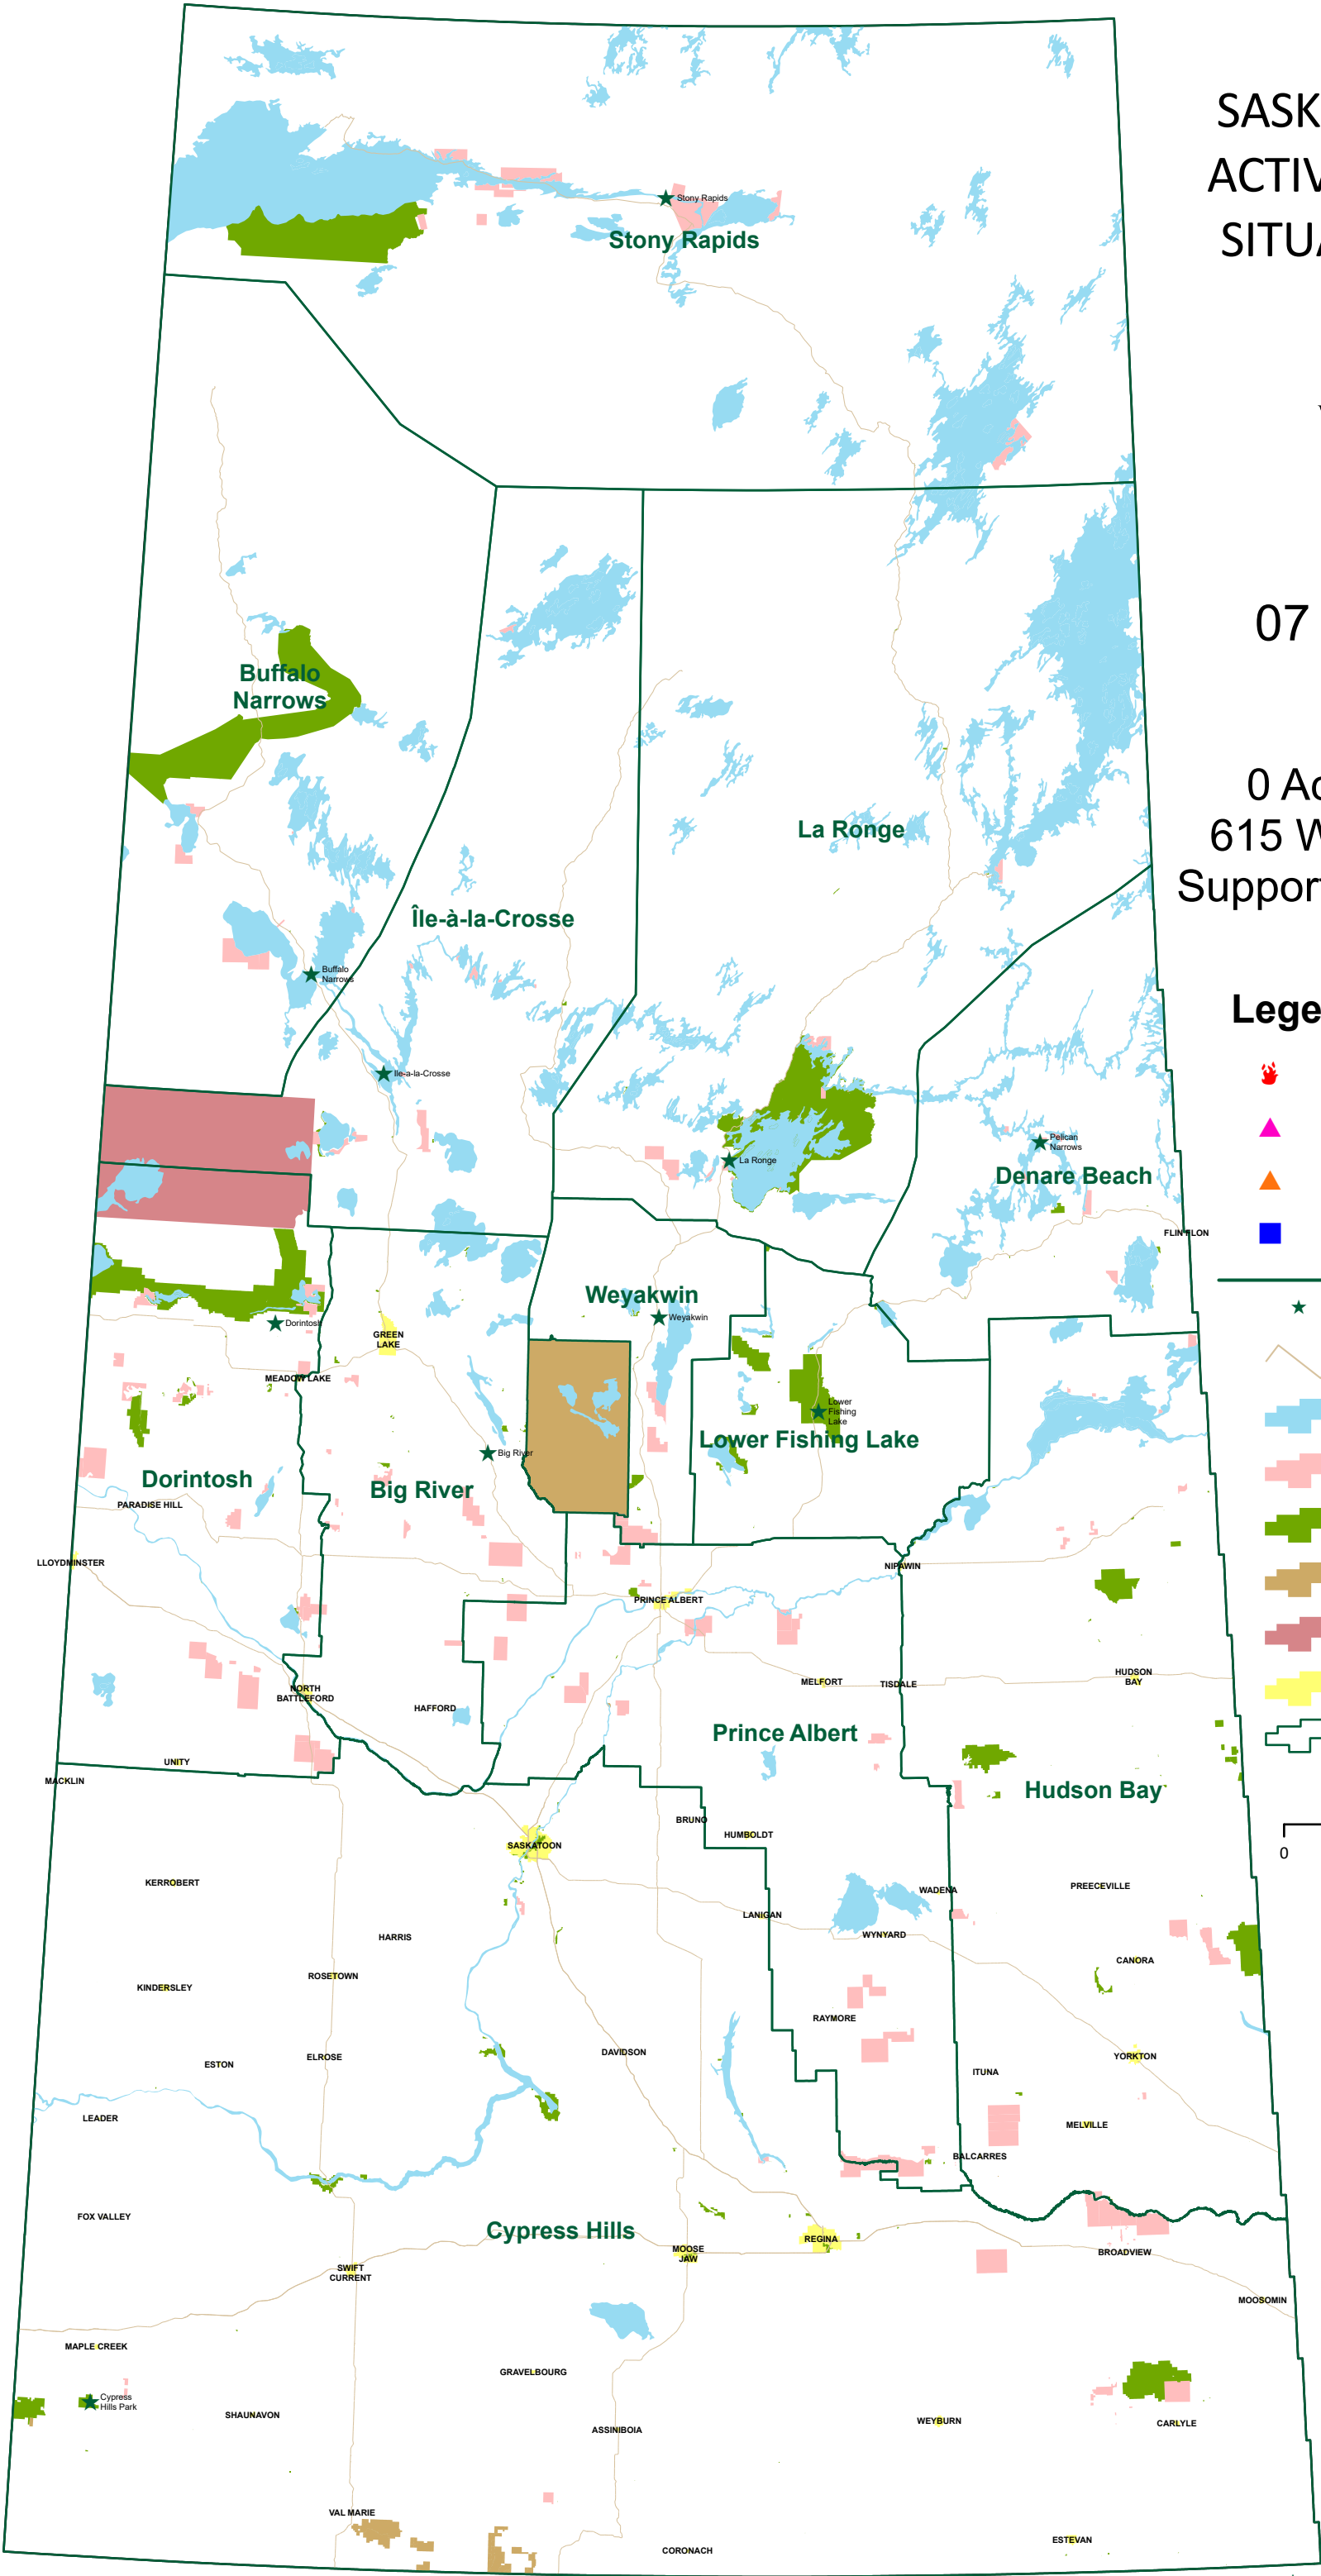 SASK
ACTIV
SITUA
Stony Rapids
Stony Rapids
07
Buffalo
Narrows
0 Ac
615 W
Support
La Ronge
Île-à-la-Crosse
Buffalo
Narrows
Lege
Ile-a-la-Crosse
Pelican
Narrows
La Ronge
Denare Beach
FLIN FLON
Weyakwin
Weyakwin
Dorintosh
GREEN
LAKE
MEADOW LAKE
Lower
Fishing
Lake
Lower Fishing Lake
Big River
Dorintosh
Big River
PARADISE HILL
LLOYDMINSTER
NIPAWIN
PRINCE ALBERT
HUDSON
BAY
MELFORT
TISDALE
NORTH
BATTLEFORD
HAFFORD
Prince Albert
UNITY
MACKLIN
Hudson Bay
BRUNO
HUMBOLDT
SASKATOON
0
KERROBERT
PREECEVILLE
WADENA
LANIGAN
WYNYARD
HARRIS
CANORA
ROSETOWN
KINDERSLEY
RAYMORE
DAVIDSON
YORKTON
ELROSE
ESTON
ITUNA
LEADER
MELVILLE
BALCARRES
FOX VALLEY
Cypress Hills
REGINA
MOOSE
JAW
BROADVIEW
SWIFT
CURRENT
MOOSOMIN
MAPLE CREEK
GRAVELBOURG
Cypress
Hills Park
SHAUNAVON
WEYBURN
CARLYLE
ASSINIBOIA
VAL MARIE
ESTEVAN
CORONACH